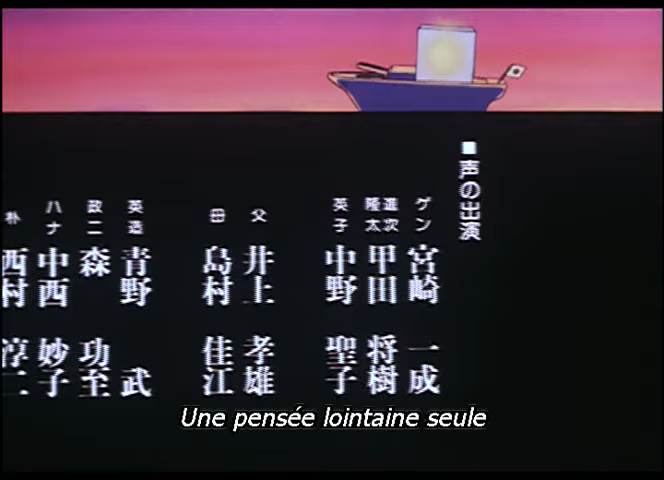 ■声の出演
ゲン 宮崎 一成
進次
隆太 甲田 将樹
英子 中野 聖子
父 井上 孝雄
母 島村 佳江
英造 青野 武
政二 森 功至
ハナ 中西 妙子
朴 西村 淳二
Une pensée lointaine seule